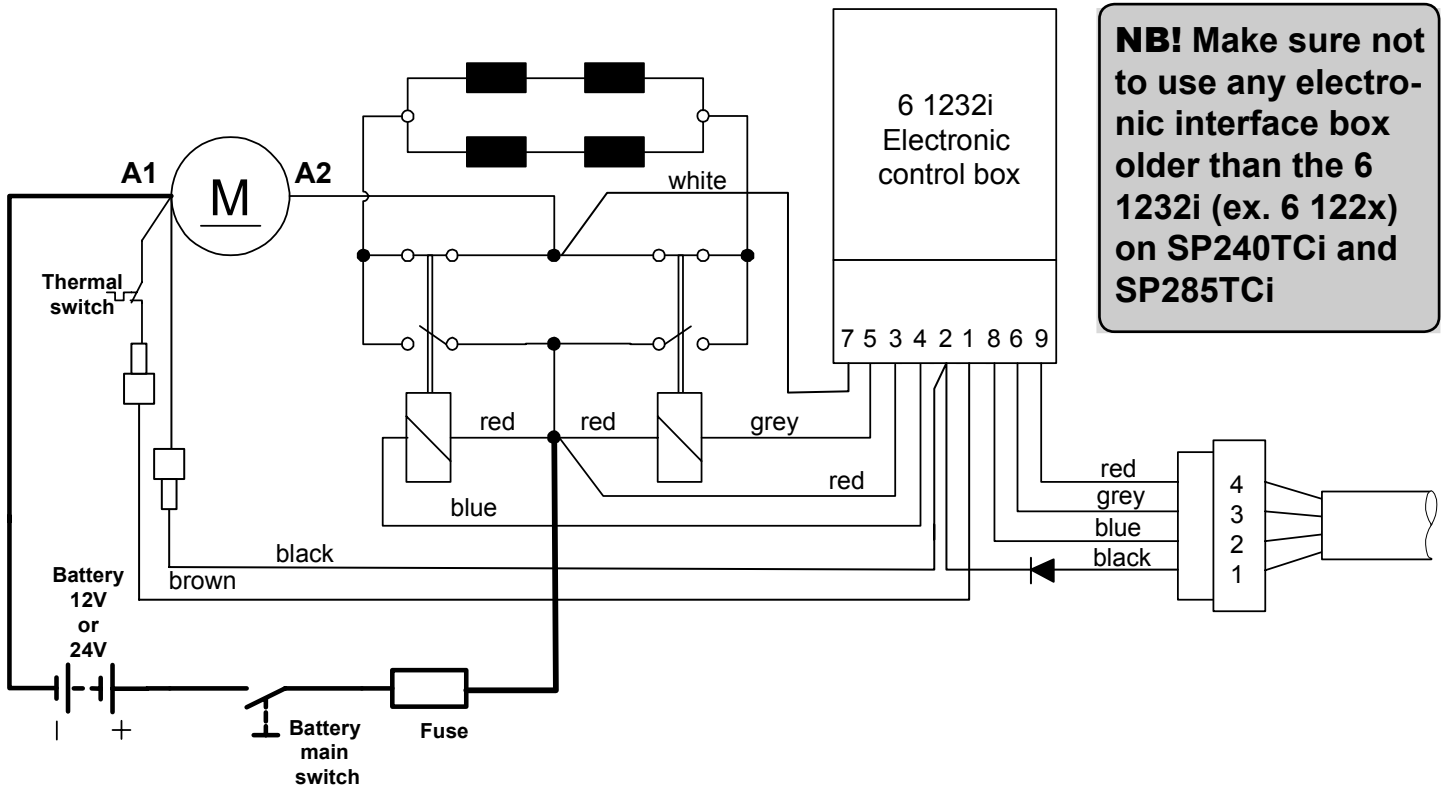 NB! Make sure not
to use any electro-
nic interface box
older than the 6
1232i (ex. 6 122x)
on SP240TCi and
SP285TCi
6 1232i
Electronic
control box
A1
M
A2
white
Thermal
switch
7 5 3 4 2 1 8 6 9
red
red
grey
red
blue
red
grey
blue
black
4
3
2
1
black
brown
Battery
12V
or
24V
Battery
main
switch
Fuse